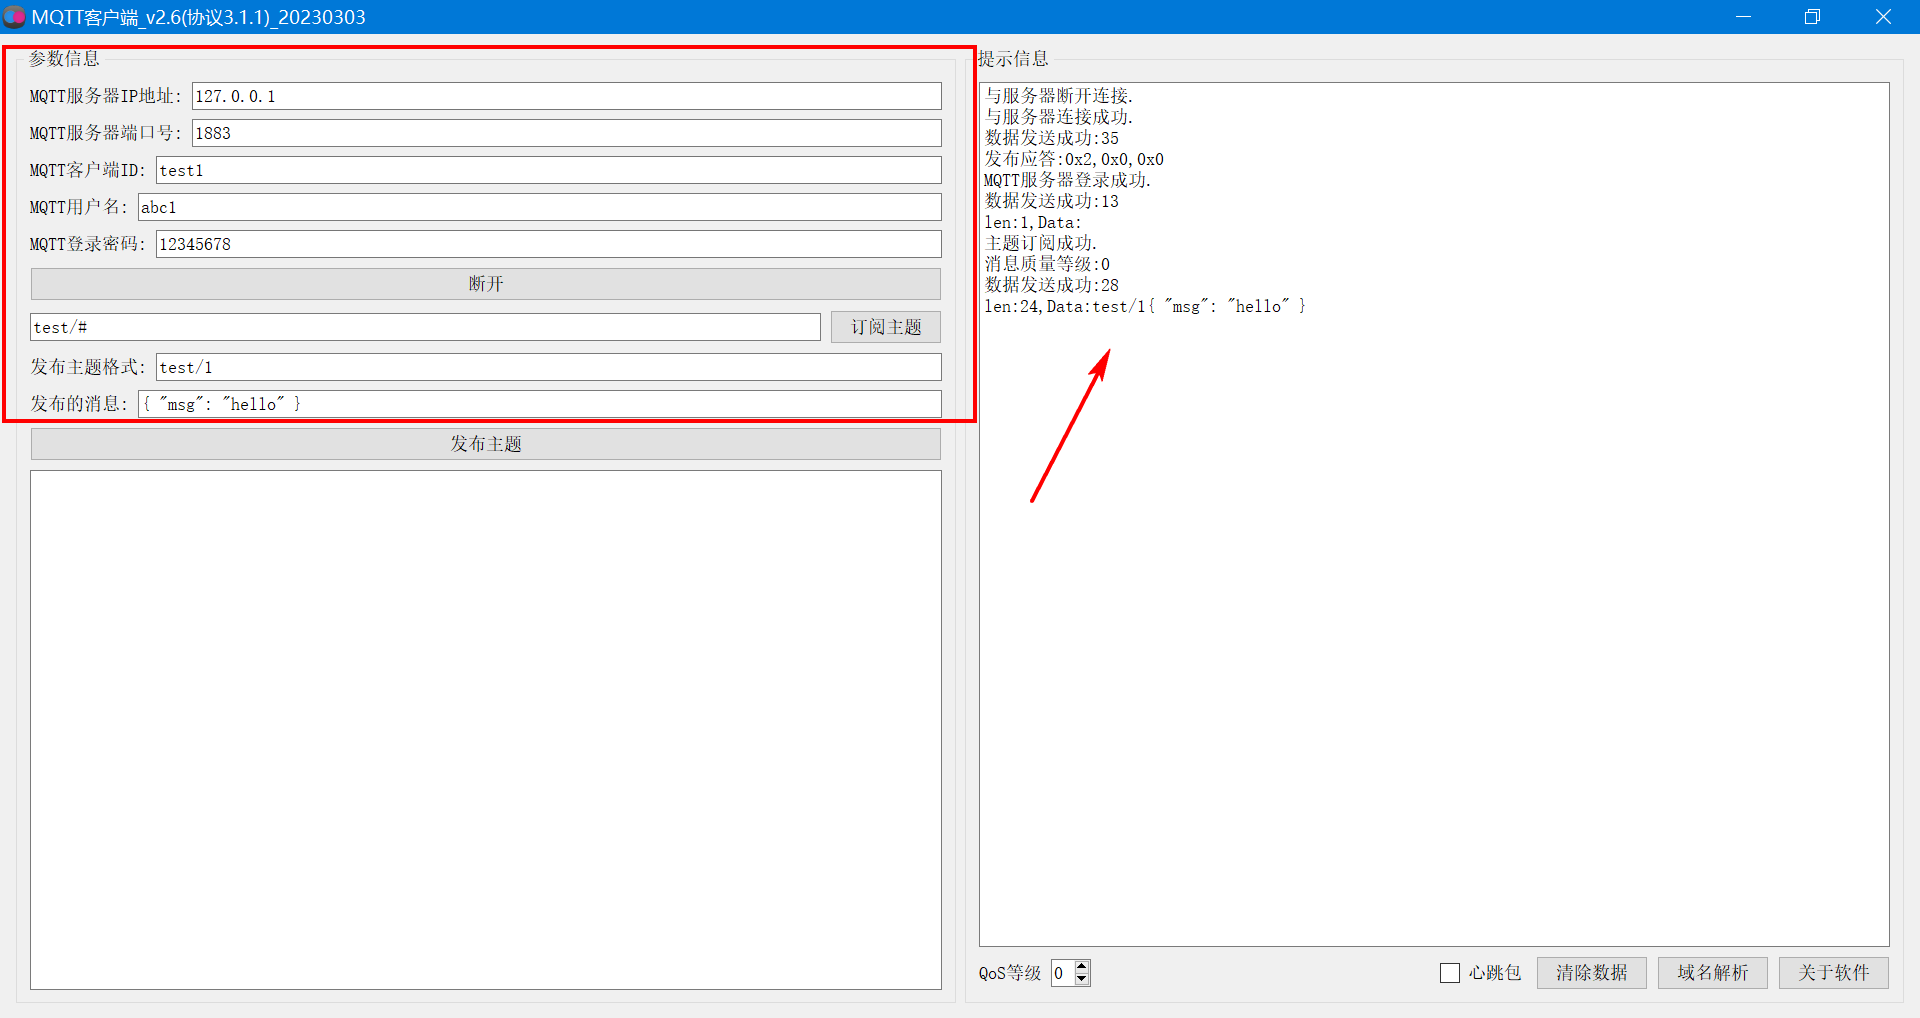 MQTT客户端_v2.6(协议3.1.1)_20230303
参数信息
MQTT服务器IP地址: 127.0.0.1
MQTT服务器端口号: 1883
MQTT客户端ID: test1
MQTT用户名: abc1
MQTT登录密码: 12345678
断开
test/# 订阅主题
发布主题格式: test/1
发布的消息: { "msg": "hello" }
发布主题
提示信息
与服务器断开连接.
与服务器连接成功.
数据发送成功:35
发布应答:0x2,0x0,0x0
MQTT服务器登录成功.
数据发送成功:13
len:1,Data:
主题订阅成功.
消息质量等级:0
数据发送成功:28
len:24,Data:test/1{ "msg": "hello" }
QoS等级 0 心跳包 清除数据 域名解析 关于软件